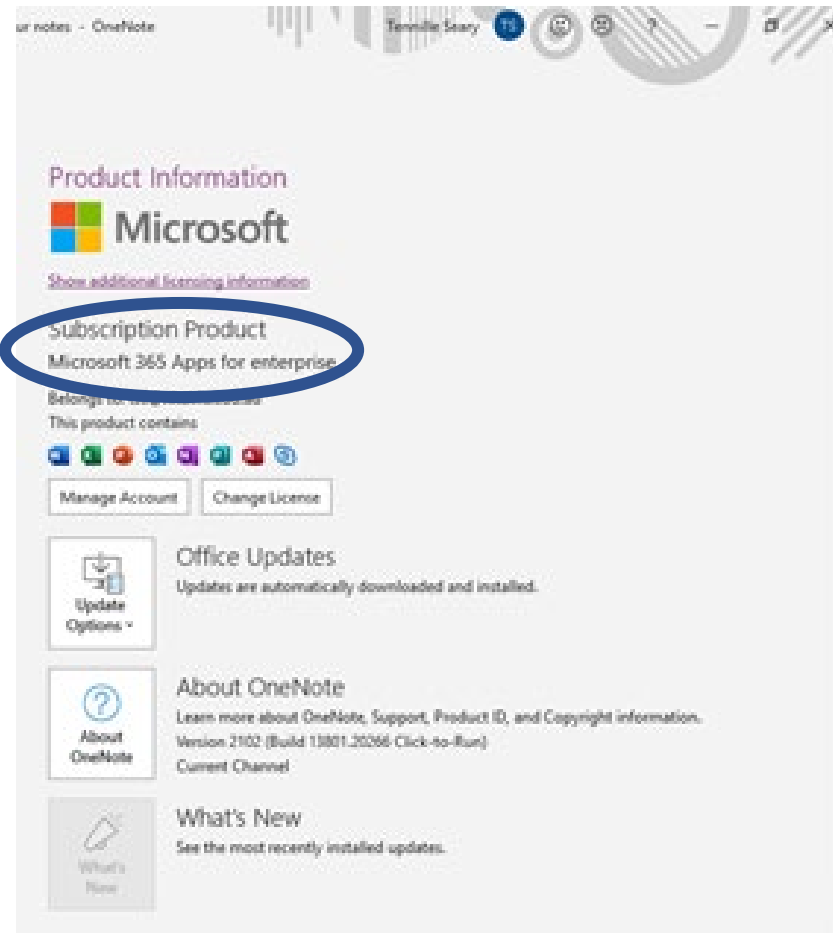 ur notes - OneNote
Tennille Seary TS ?
Product Information
Microsoft
Show additional licensing information
Subscription Product
Microsoft 365 Apps for enterprise
Belongs to:
This product contains
Manage Account Change License
Office Updates
Updates are automatically downloaded and installed.
Update
Options
About OneNote
Learn more about OneNote, Support, Product ID, and Copyright information.
Version 2102 (Build 13801.20266 Click-to-Run)
Current Channel
About
OneNote
What's New
See the most recently installed updates.
What's
New